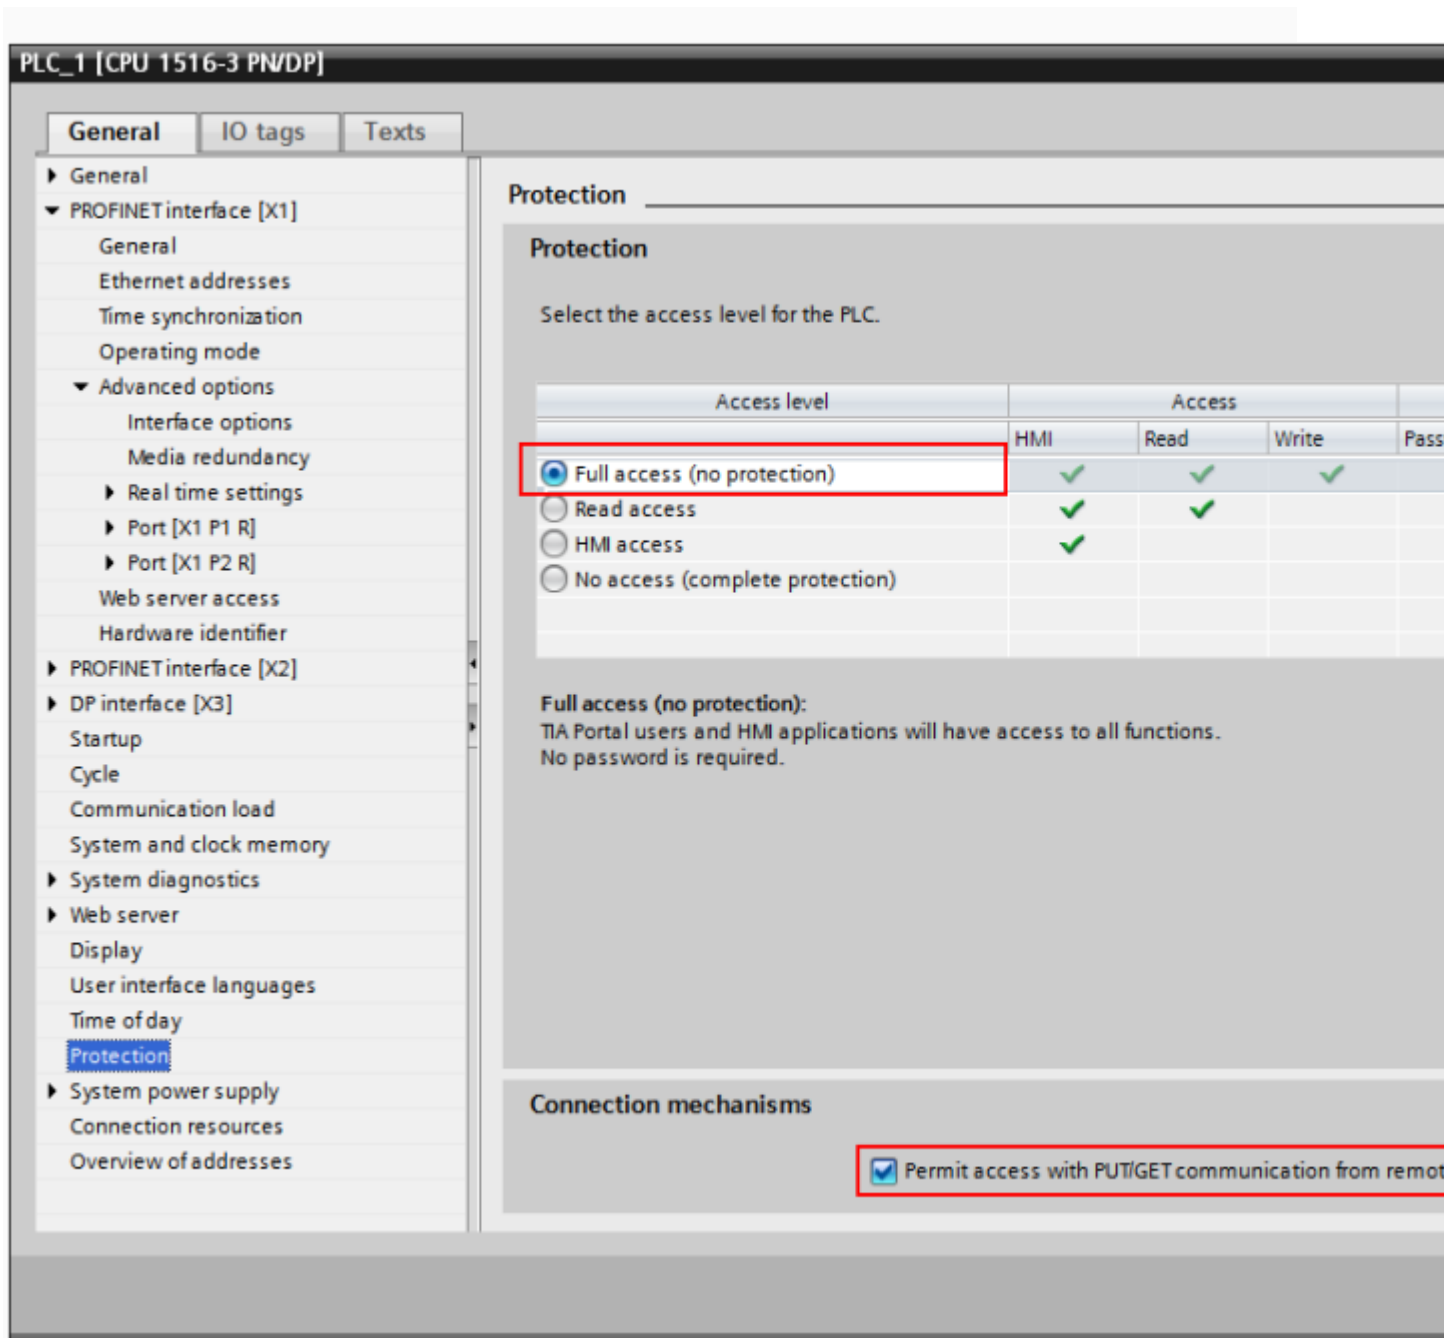 PLC_1 [CPU 1516-3 PN/DP]
General IO tags Texts
General
PROFINET interface [X1]
General
Ethernet addresses
Time synchronization
Operating mode
Advanced options
Interface options
Media redundancy
Real time settings
Port [X1 P1 R]
Port [X1 P2 R]
Web server access
Hardware identifier
PROFINET interface [X2]
DP interface [X3]
Startup
Cycle
Communication load
System and clock memory
System diagnostics
Web server
Display
User interface languages
Time of day
Protection
System power supply
Connection resources
Overview of addresses
Protection
Protection
Select the access level for the PLC.
Access level Access
HMI Read Write Pass
Full access (no protection)
Read access
HMI access
No access (complete protection)
Full access (no protection):
TIA Portal users and HMI applications will have access to all functions.
No password is required.
Connection mechanisms
Permit access with PUT/GET communication from remot